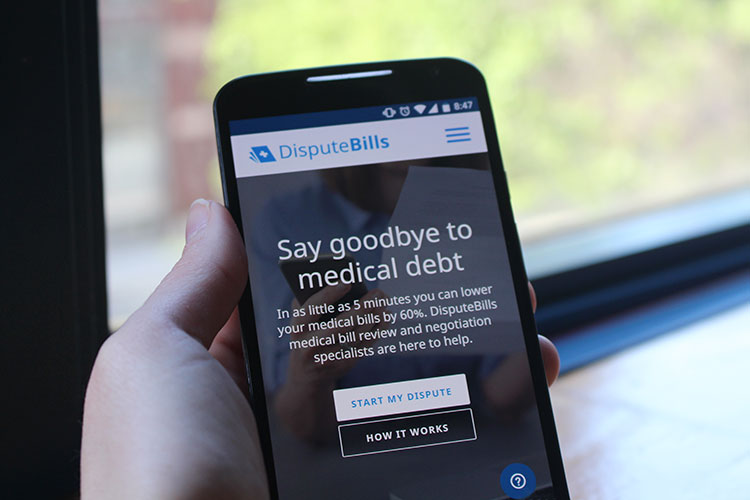 8:47
DisputeBills
Say goodbye to
medical debt
In as little as 5 minutes you can lower
your medical bills by 60%. DisputeBills
medical bill review and negotiation
specialists are here to help.
START MY DISPUTE
HOW IT WORKS
?